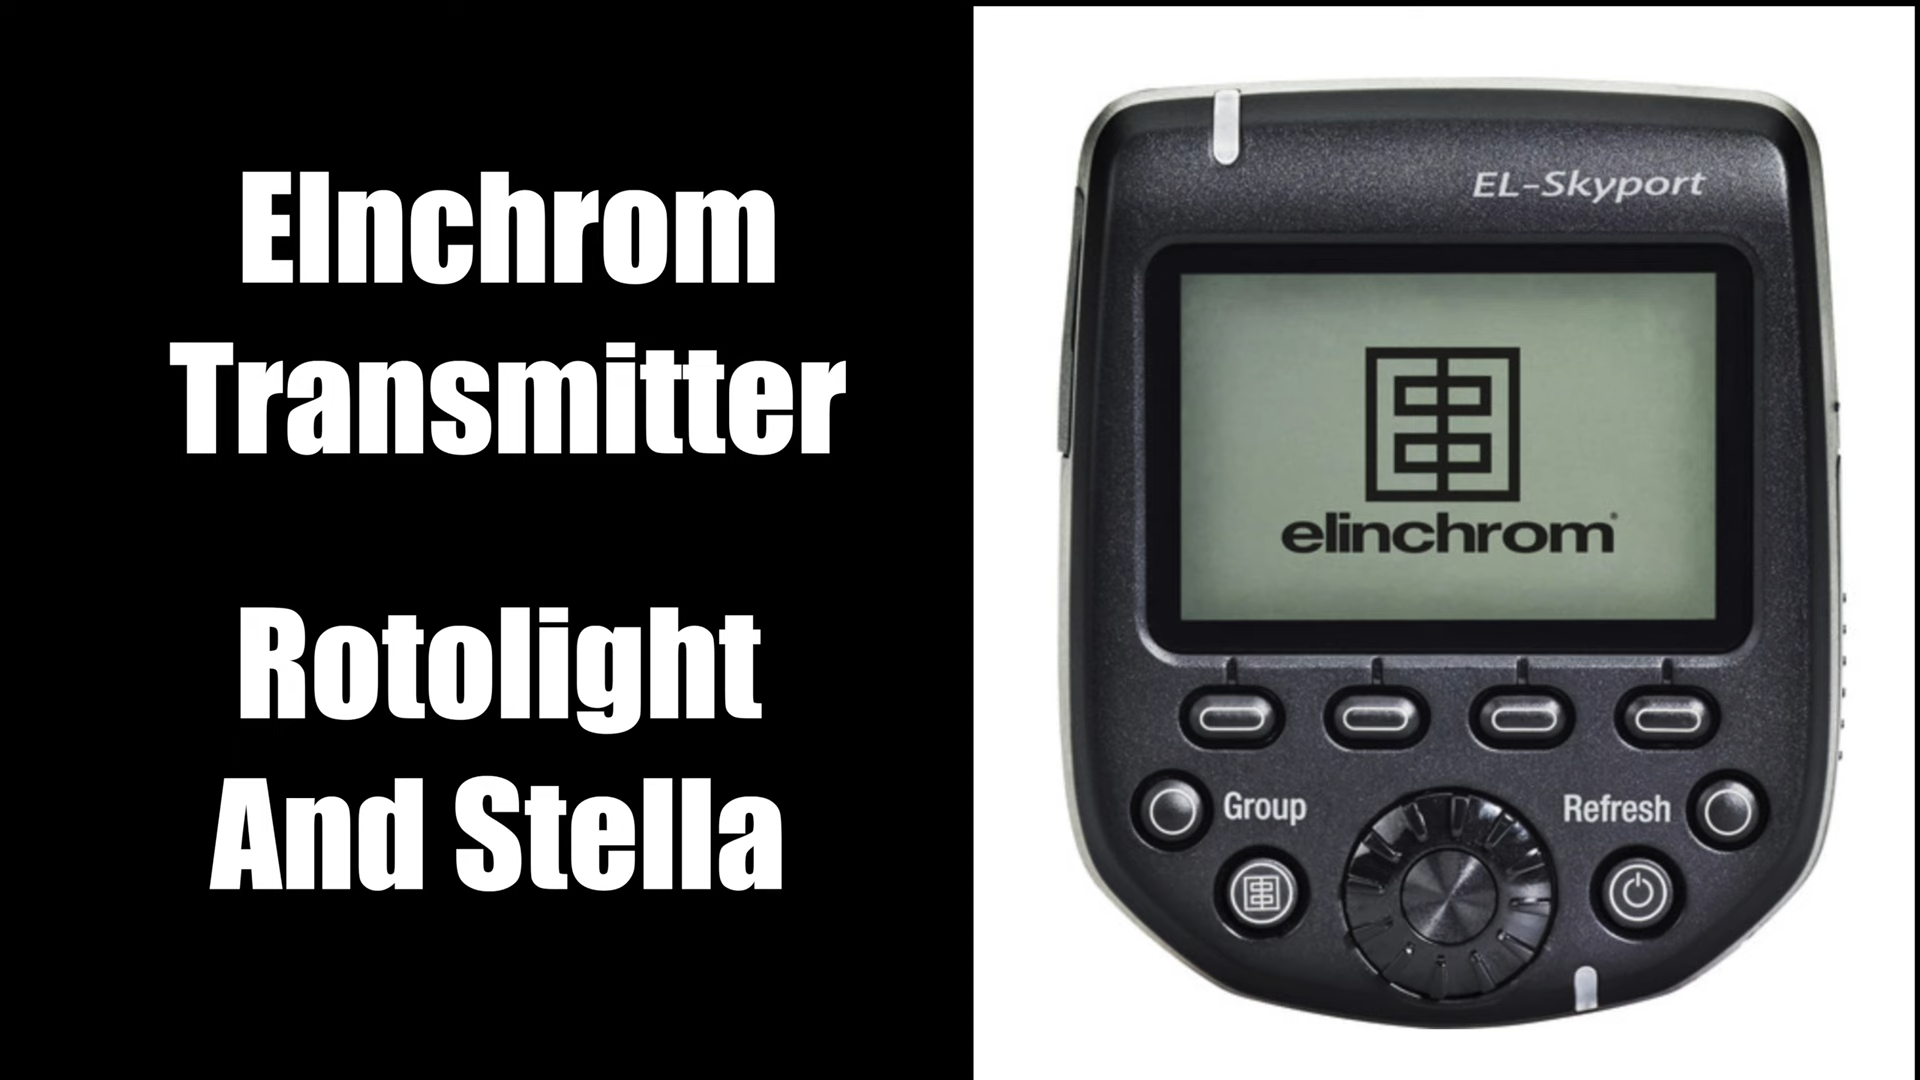 Elnchrom
Transmitter
Rotolight
And Stella
EL-Skyport
elinchrom®
Group
Refresh